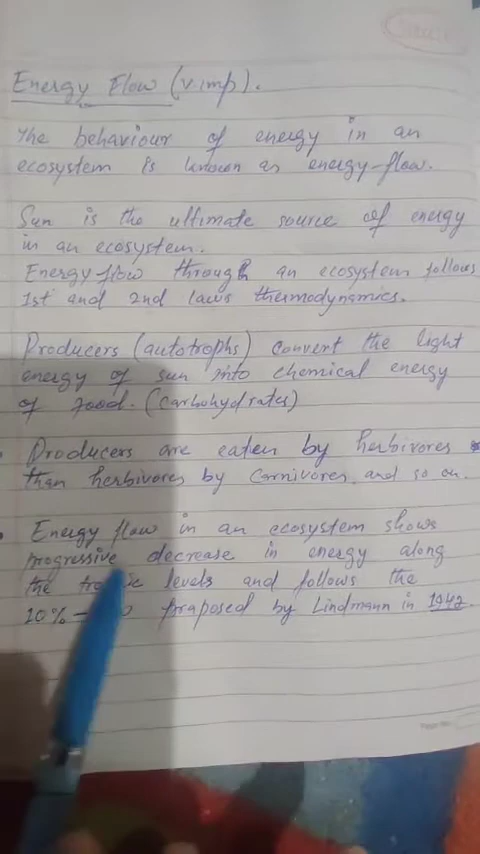 Energy Flow (v imp).
The behaviour of energy in an
ecosystem is known as energy-flow.
Sun is the ultimate source of energy
in an ecosystem.
Energy-flow through an ecosystem follows
1st and 2nd laws thermodynamics.
Producers (autotrophs) convert the light
energy of sun into chemical energy
of food. (Carbohydrates)
Producers are eaten by herbivores
than herbivores by Carnivores and so on.
Energy flow in an ecosystem shows
progressive decrease in energy along
the levels and follows the
10% praposed by Lindmann in 1942.